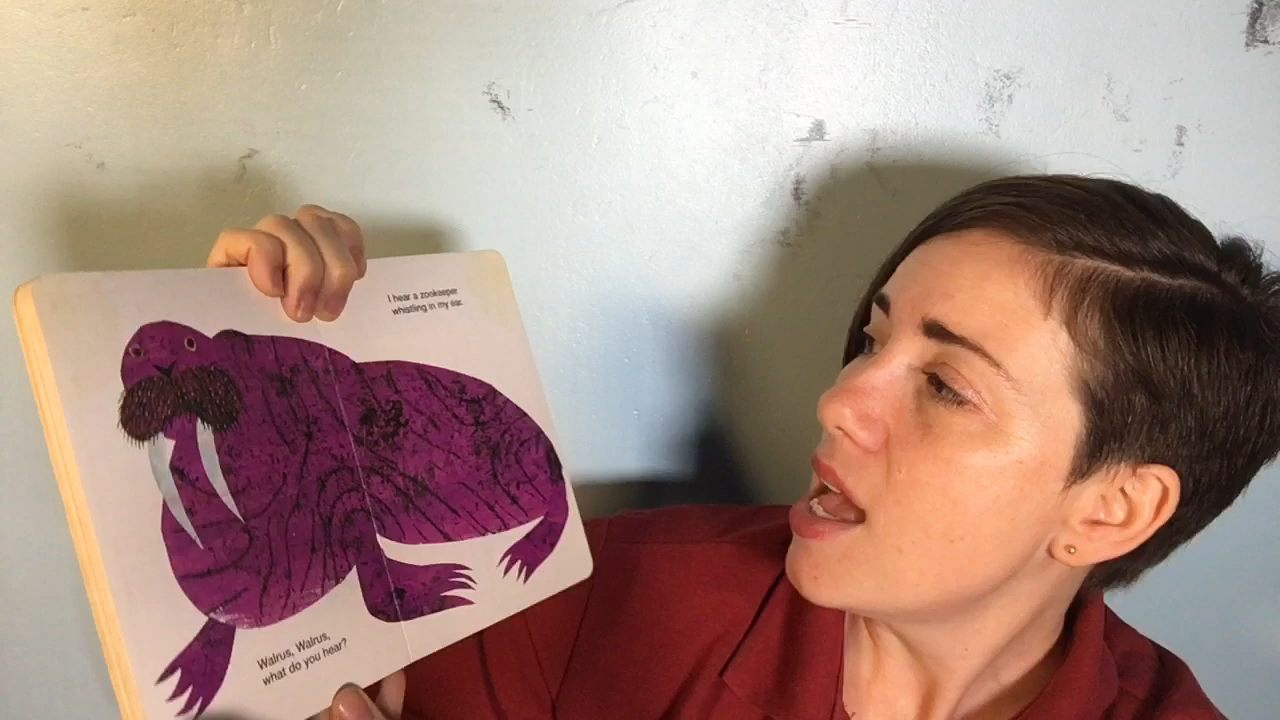 I hear a zookeeper
whistling in my ear.
Walrus, Walrus,
what do you hear?